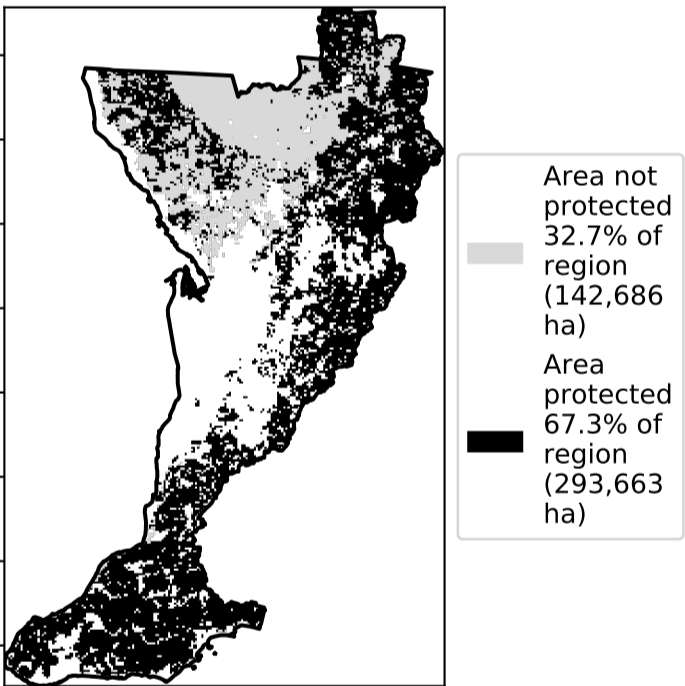 Area not
protected
32.7% of
region
(142,686
ha)
Area
protected
67.3% of
region
(293,663
ha)